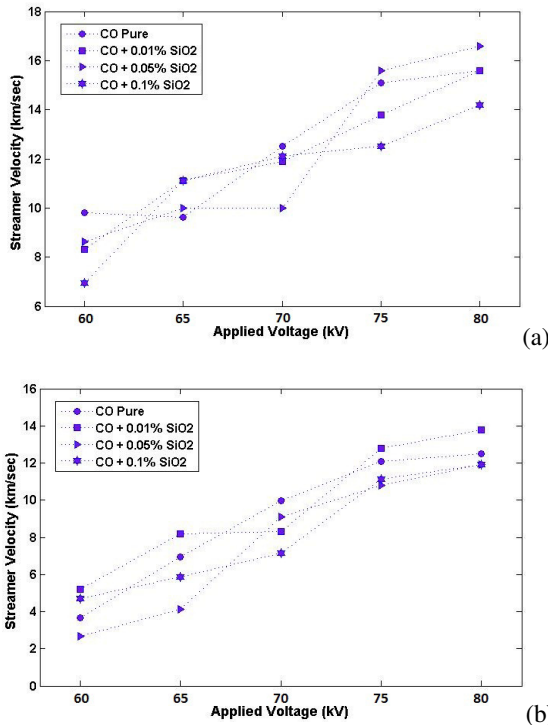 18
CO Pure
CO + 0.01% SiO2
CO + 0.05% SiO2
CO + 0.1% SiO2
16
14
12
10
8
6
Streamer Velocity (km/sec)
60 65 70 75 80
Applied Voltage (kV)
(a)
16
CO Pure
CO + 0.01% SiO2
CO + 0.05% SiO2
CO + 0.1% SiO2
14
12
10
8
6
4
2
0
Streamer Velocity (km/sec)
60 65 70 75 80
Applied Voltage (kV)
(b)